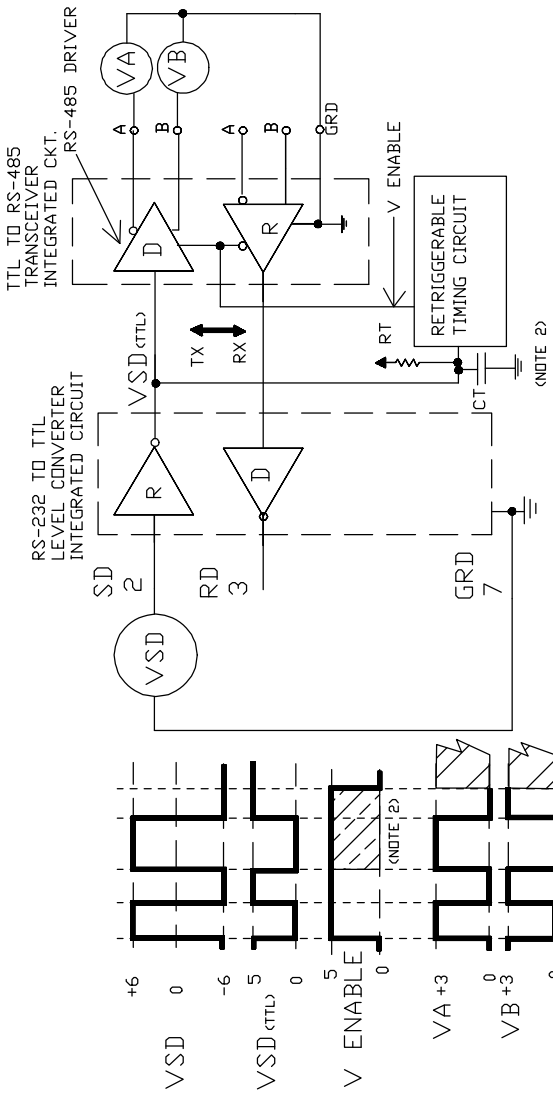 TTL TO RS-485
TRANSCEIVER
INTEGRATED CKT.
RS-485 DRIVER
VA
VB
A
B
A
B
GRD
D
R
V ENABLE
RETRIGGERABLE
TIMING CIRCUIT
RT
CT
(NOTE 2)
VSD(TTL)
TX
RX
RS-232 TO TTL
LEVEL CONVERTER
INTEGRATED CIRCUIT
R
D
SD
2
RD
3
GRD
7
VSD
VSD
+6
0
-6
VSD(TTL)
5
0
V ENABLE
5
0
(NOTE 2)
VA
+3
0
VB
+3
0